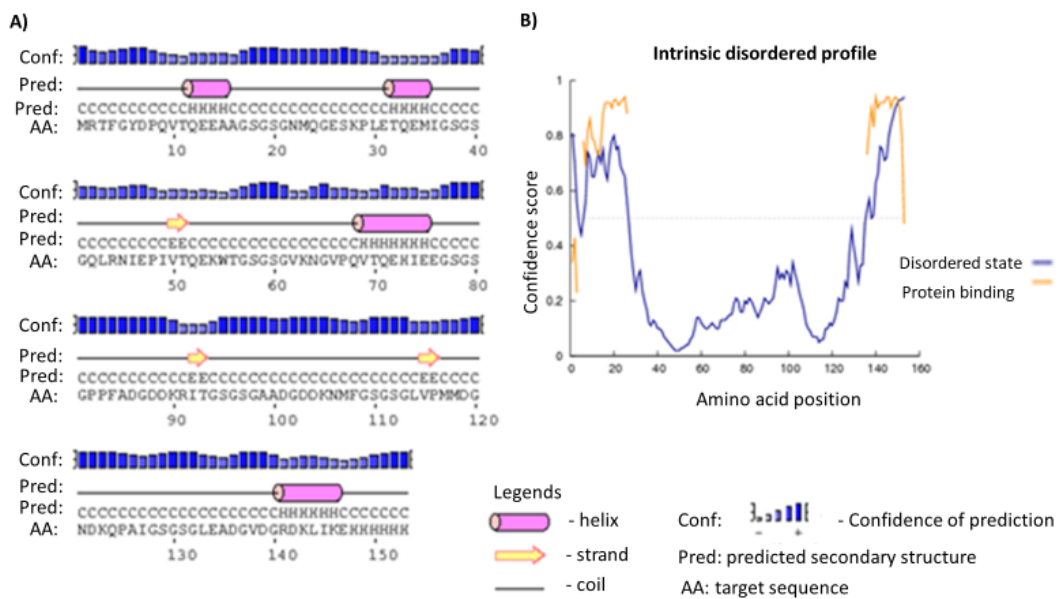 A)
Conf:
Pred:
Pred: CCCCCCCCCCCHHHHCCCCCCCCCCCCCCCCHHHHCCCCC
AA: MRTFGYDPQVTQEEAAGSGSGNMQGESKPLETQEMIGSGS
10 20 30 40
Conf:
Pred:
Pred: CCCCCCCCCEECCCCCCCCCCCCCCCCCHHHHHHHCCCCC
AA: GQLRNIEPIVTQEKWTGSGSGVKNGVPQVTQEHIEEGSGS
50 60 70 80
Conf:
Pred:
Pred: CCCCCCCCCCCEECCCCCCCCCCCCCCCCCCCCCEECCCC
AA: GPPFADGDDKRITGSGSGAADGDDKNMFGSGSGLVPMMDG
90 100 110 120
Conf:
Pred:
Pred: CCCCCCCCCCCCCCCCCCCCHHHHHHCCCCCCC
AA: NDKQPAIGSGSGLEADGVDGRDKLIKEHHHHHH
130 140 150
B)
Intrinsic disordered profile
Confidence score
1
0.8
0.6
0.4
0.2
0
0 20 40 60 80 100 120 140 160
Amino acid position
Disordered state
Protein binding
Legends
- helix
- strand
- coil
Conf: - + - Confidence of prediction
Pred: predicted secondary structure
AA: target sequence